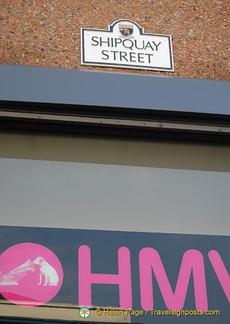 SHIPQUAY
STREET
HMV
© Helen Page / Travelsignposts.com